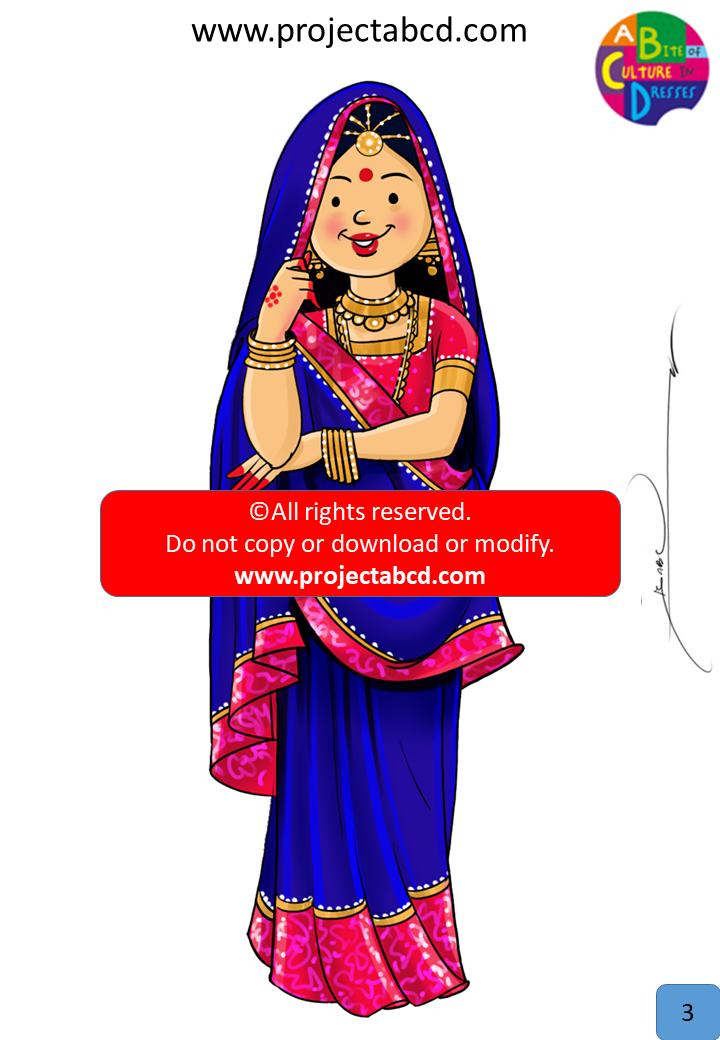 www.projectabcd.com
A BITE OF
CULTURE IN
DRESSES
©All rights reserved.
Do not copy or download or modify.
www.projectabcd.com
3